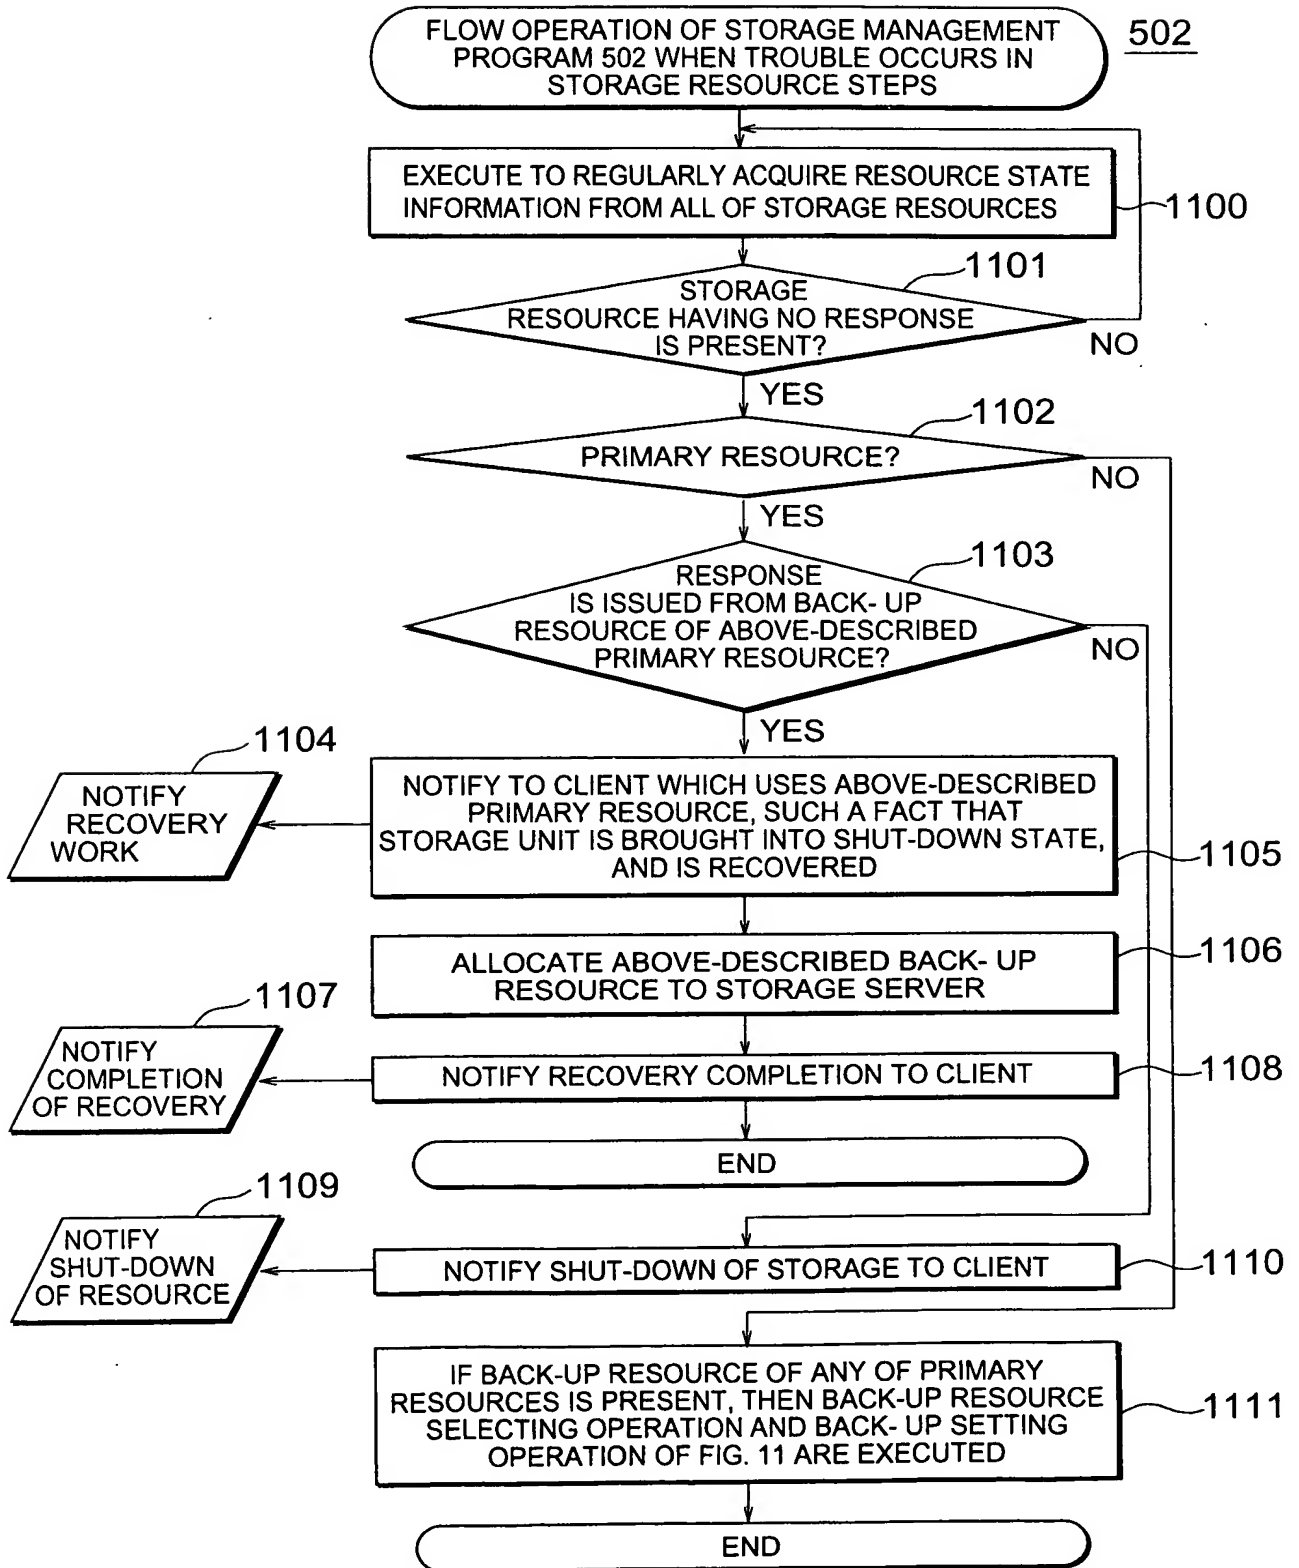 FLOW OPERATION OF STORAGE MANAGEMENT
PROGRAM 502 WHEN TROUBLE OCCURS IN
STORAGE RESOURCE STEPS
502
EXECUTE TO REGULARLY ACQUIRE RESOURCE STATE
INFORMATION FROM ALL OF STORAGE RESOURCES
1100
1101
STORAGE
RESOURCE HAVING NO RESPONSE
IS PRESENT?
NO
YES
1102
PRIMARY RESOURCE?
NO
YES
1103
RESPONSE
IS ISSUED FROM BACK- UP
RESOURCE OF ABOVE-DESCRIBED
PRIMARY RESOURCE?
NO
YES
1104
NOTIFY
RECOVERY
WORK
NOTIFY TO CLIENT WHICH USES ABOVE-DESCRIBED
PRIMARY RESOURCE, SUCH A FACT THAT
STORAGE UNIT IS BROUGHT INTO SHUT-DOWN STATE,
AND IS RECOVERED
1105
ALLOCATE ABOVE-DESCRIBED BACK- UP
RESOURCE TO STORAGE SERVER
1106
1107
NOTIFY
COMPLETION
OF RECOVERY
NOTIFY RECOVERY COMPLETION TO CLIENT
1108
END
1109
NOTIFY
SHUT-DOWN
OF RESOURCE
NOTIFY SHUT-DOWN OF STORAGE TO CLIENT
1110
IF BACK-UP RESOURCE OF ANY OF PRIMARY
RESOURCES IS PRESENT, THEN BACK-UP RESOURCE
SELECTING OPERATION AND BACK- UP SETTING
OPERATION OF FIG. 11 ARE EXECUTED
1111
END